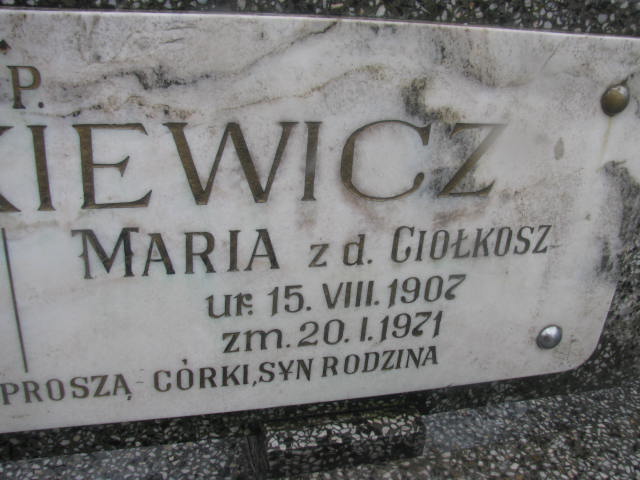 P.
KIEWICZ
MARIA z d. CIOŁKOSZ
ur. 15. VIII. 1907
zm. 20. I. 1971
PROSZĄ CÓRKI, SYN RODZINA